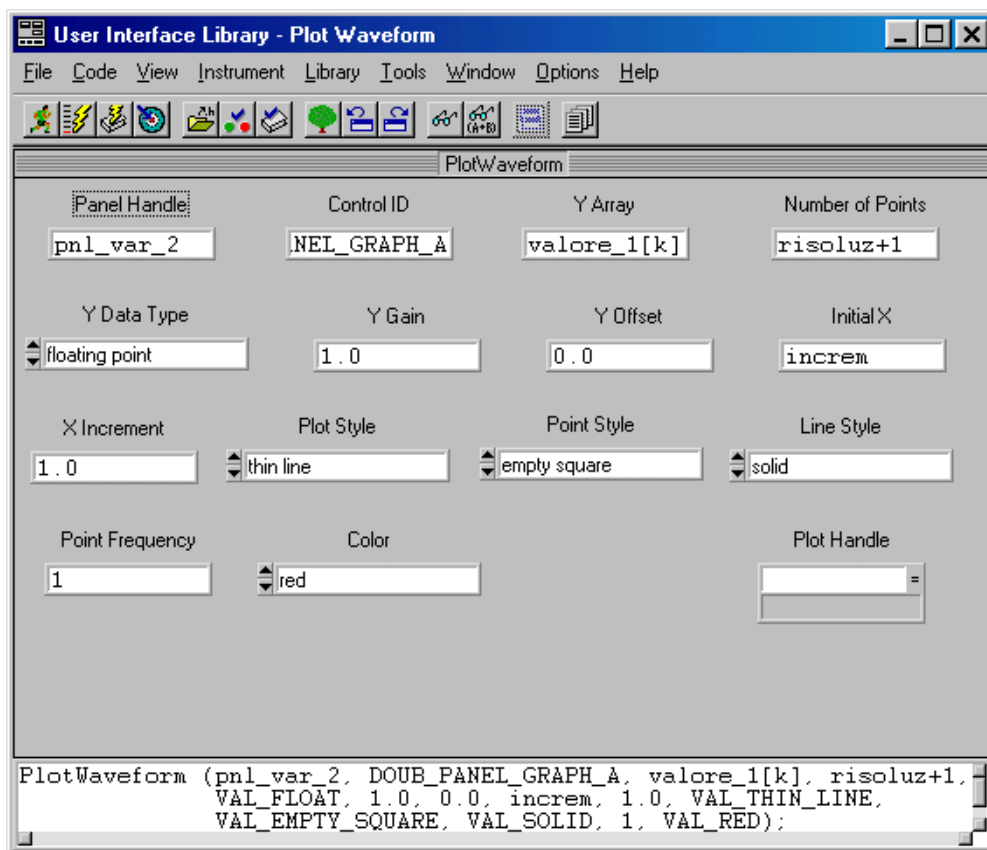 User Interface Library - Plot Waveform
File Code View Instrument Library Tools Window Options Help
PlotWaveform
Panel Handle Control ID Y Array Number of Points
pnl_var_2 NEL_GRAPH_A valore_1[k] risoluz+1
Y Data Type Y Gain Y Offset Initial X
floating point 1.0 0.0 increm
X Increment Plot Style Point Style Line Style
1.0 thin line empty square solid
Point Frequency Color Plot Handle
1 red =
PlotWaveform (pnl_var_2, DOUB_PANEL_GRAPH_A, valore_1[k], risoluz+1,
VAL_FLOAT, 1.0, 0.0, increm, 1.0, VAL_THIN_LINE,
VAL_EMPTY_SQUARE, VAL_SOLID, 1, VAL_RED);